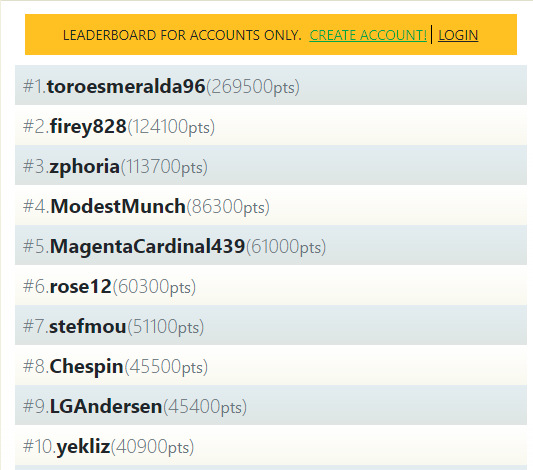 LEADERBOARD FOR ACCOUNTS ONLY. CREATE ACCOUNT! LOGIN
#1.toroesmeralda96(269500pts)
#2.firey828(124100pts)
#3.zphoria(113700pts)
#4.ModestMunch(86300pts)
#5.MagentaCardinal439(61000pts)
#6.rose12(60300pts)
#7.stefmou(51100pts)
#8.Chespin(45500pts)
#9.LGAndersen(45400pts)
#10.yekliz(40900pts)